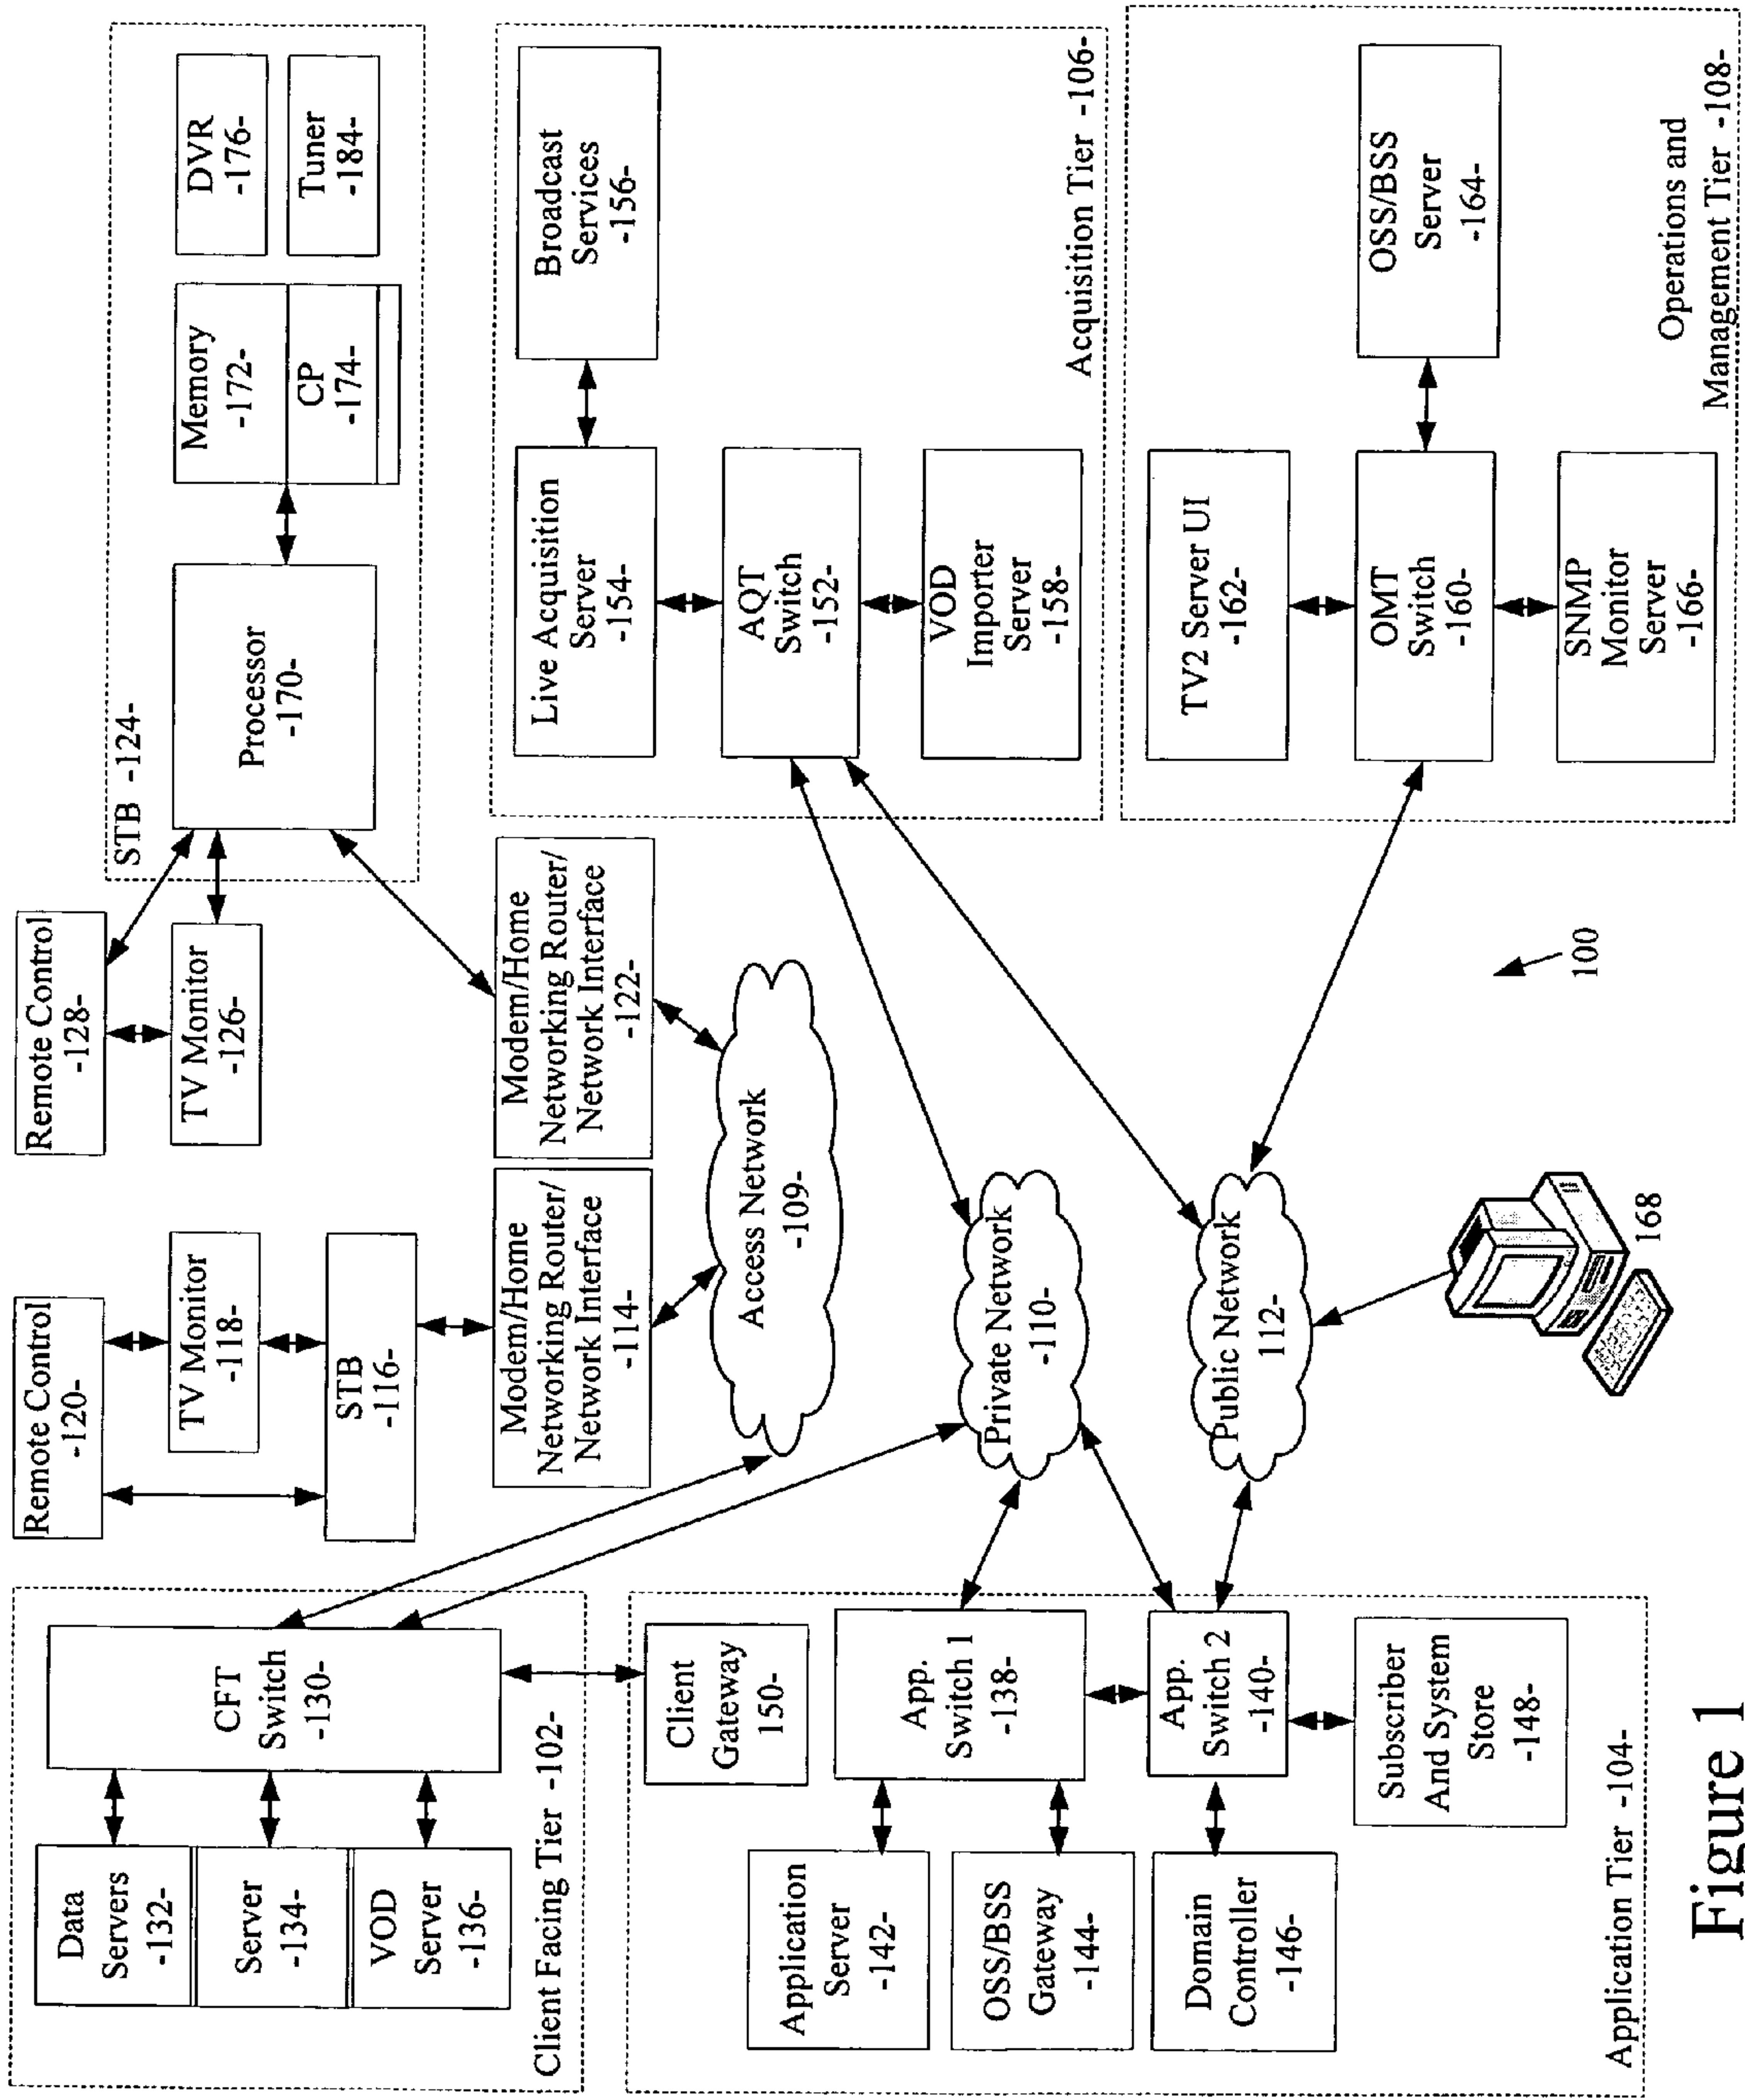 Client Facing Tier -102-
Data
Servers
-132-
Server
-134-
VOD
Server
-136-
CFT
Switch
-130-
Remote Control
-120-
TV Monitor
-118-
STB
-116-
Modem/Home
Networking Router/
Network Interface
-114-
Remote Control
-128-
TV Monitor
-126-
Modem/Home
Networking Router/
Network Interface
-122-
STB -124-
Processor
-170-
Memory
-172-
CP
-174-
DVR
-176-
Tuner
-184-
Access Network
-109-
Private Network
-110-
Public Network
112-
Application Tier -104-
Client
Gateway
150-
Application
Server
-142-
OSS/BSS
Gateway
-144-
Domain
Controller
-146-
App.
Switch 1
-138-
App.
Switch 2
-140-
Subscriber
And System
Store
-148-
Acquisition Tier -106-
Live Acquisition
Server
-154-
Broadcast
Services
-156-
AQT
Switch
-152-
VOD
Importer
Server
-158-
Operations and
Management Tier -108-
TV2 Server UI
-162-
OMT
Switch
-160-
OSS/BSS
Server
-164-
SNMP
Monitor
Server
-166-
168
100
Figure 1